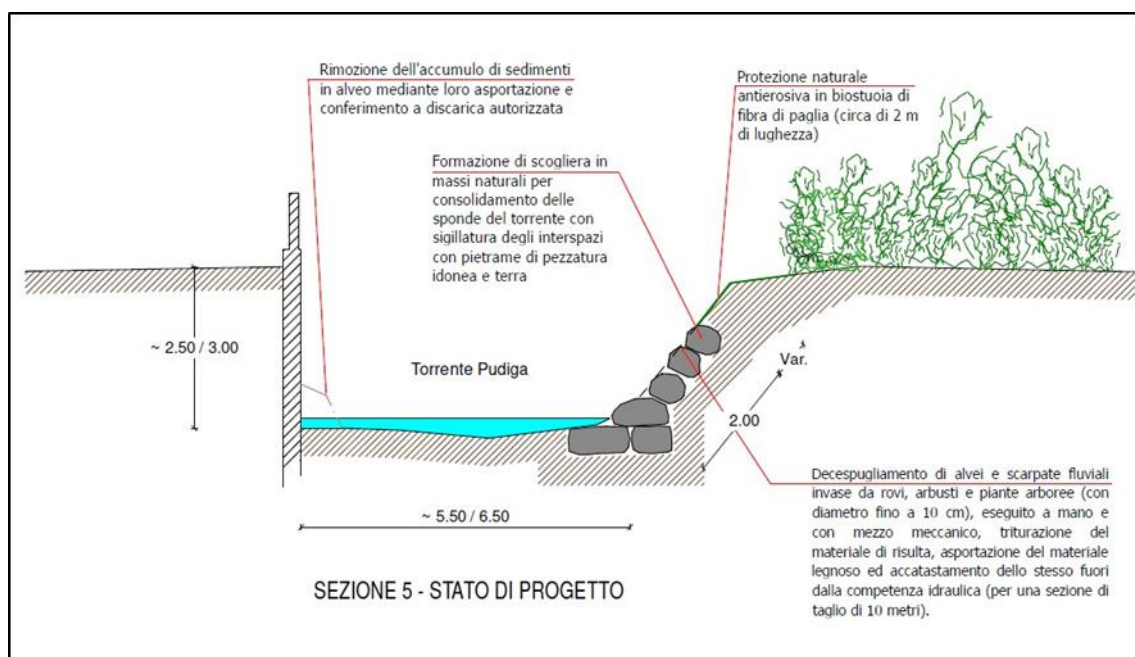 Rimozione dell'accumulo di sedimenti
in alveo mediante loro asportazione e
conferimento a discarica autorizzata
Protezione naturale
antierosiva in biostuoia di
fibra di paglia (circa di 2 m
di lughezza)
Formazione di scogliera in
massi naturali per
consolidamento delle
sponde del torrente con
sigillatura degli interspazi
con pietrame di pezzatura
idonea e terra
~ 2.50 / 3.00
Torrente Pudiga
Var.
2.00
~ 5.50 / 6.50
Decespugliamento di alvei e scarpate fluviali
invase da rovi, arbusti e piante arboree (con
diametro fino a 10 cm), eseguito a mano e
con mezzo meccanico, triturazione del
materiale di risulta, asportazione del materiale
legnoso ed accatastamento dello stesso fuori
dalla competenza idraulica (per una sezione di
taglio di 10 metri).
SEZIONE 5 - STATO DI PROGETTO